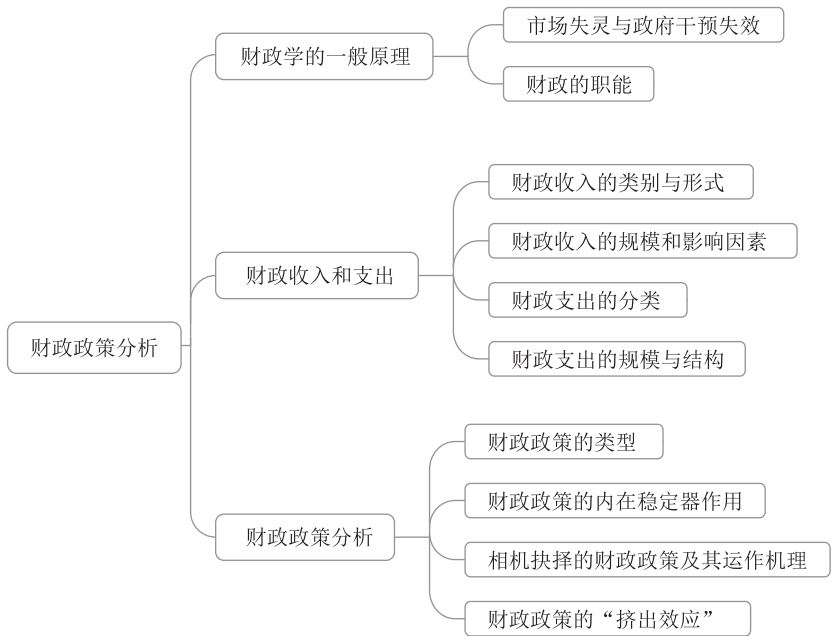 财政政策分析
财政学的一般原理
市场失灵与政府干预失效
财政的职能
财政收入和支出
财政收入的类别与形式
财政收入的规模和影响因素
财政支出的分类
财政支出的规模与结构
财政政策分析
财政政策的类型
财政政策的内在稳定器作用
相机抉择的财政政策及其运作机理
财政政策的“挤出效应”